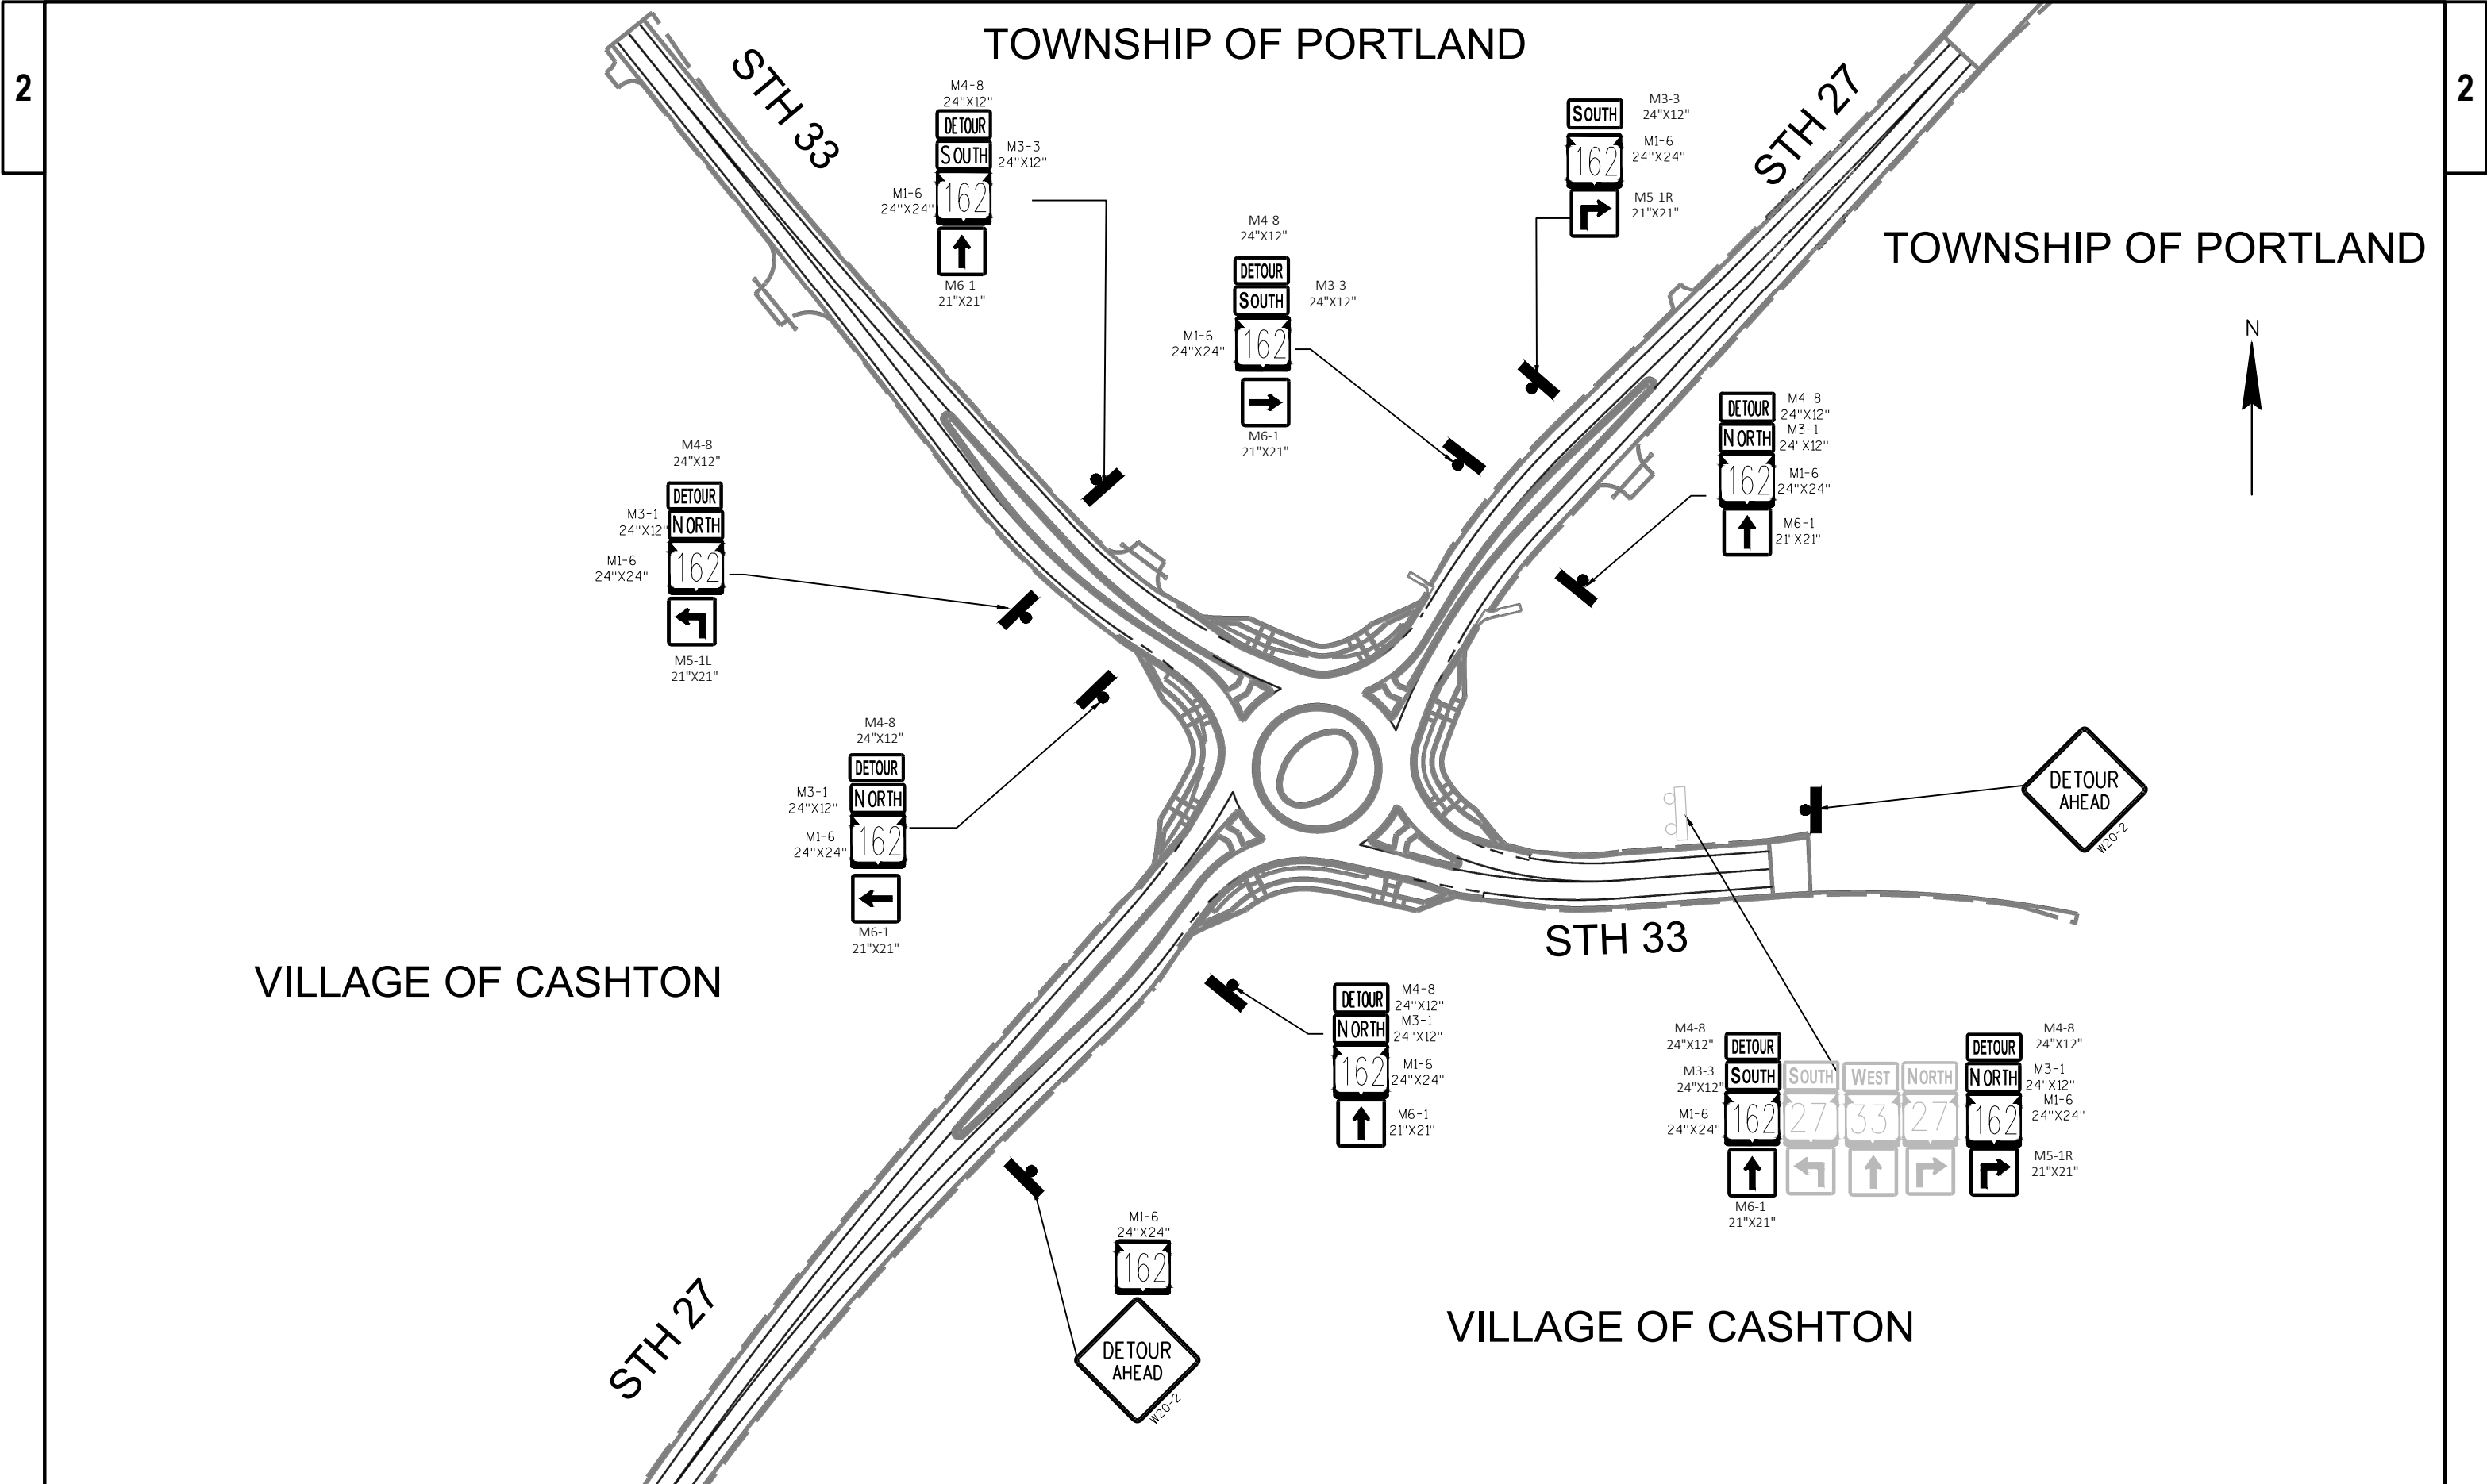 2
2
TOWNSHIP OF PORTLAND
STH 33
STH 27
TOWNSHIP OF PORTLAND
N
M4-8
24"X12"
DETOUR
SOUTH
M3-3
24"X12"
M1-6
24"X24"
162
M6-1
21"X21"
M4-8
24"X12"
DETOUR
SOUTH
M3-3
24"X12"
M1-6
24"X24"
162
M6-1
21"X21"
SOUTH
M3-3
24"X12"
162
M1-6
24"X24"
M5-1R
21"X21"
DETOUR
M4-8
24"X12"
NORTH
M3-1
24"X12"
162
M1-6
24"X24"
M6-1
21"X21"
M4-8
24"X12"
DETOUR
M3-1
24"X12"
NORTH
M1-6
24"X24"
162
M5-1L
21"X21"
M4-8
24"X12"
DETOUR
M3-1
24"X12"
NORTH
M1-6
24"X24"
162
M6-1
21"X21"
DETOUR
AHEAD
W20-2
STH 33
VILLAGE OF CASHTON
DETOUR
M4-8
24"X12"
NORTH
M3-1
24"X12"
162
M1-6
24"X24"
M6-1
21"X21"
M4-8
24"X12"
DETOUR
M3-3
24"X12"
SOUTH
M1-6
24"X24"
162
M6-1
21"X21"
SOUTH
27
WEST
33
NORTH
27
DETOUR
M4-8
24"X12"
NORTH
M3-1
24"X12"
162
M1-6
24"X24"
M5-1R
21"X21"
M1-6
24"X24"
162
DETOUR
AHEAD
W20-2
STH 27
VILLAGE OF CASHTON